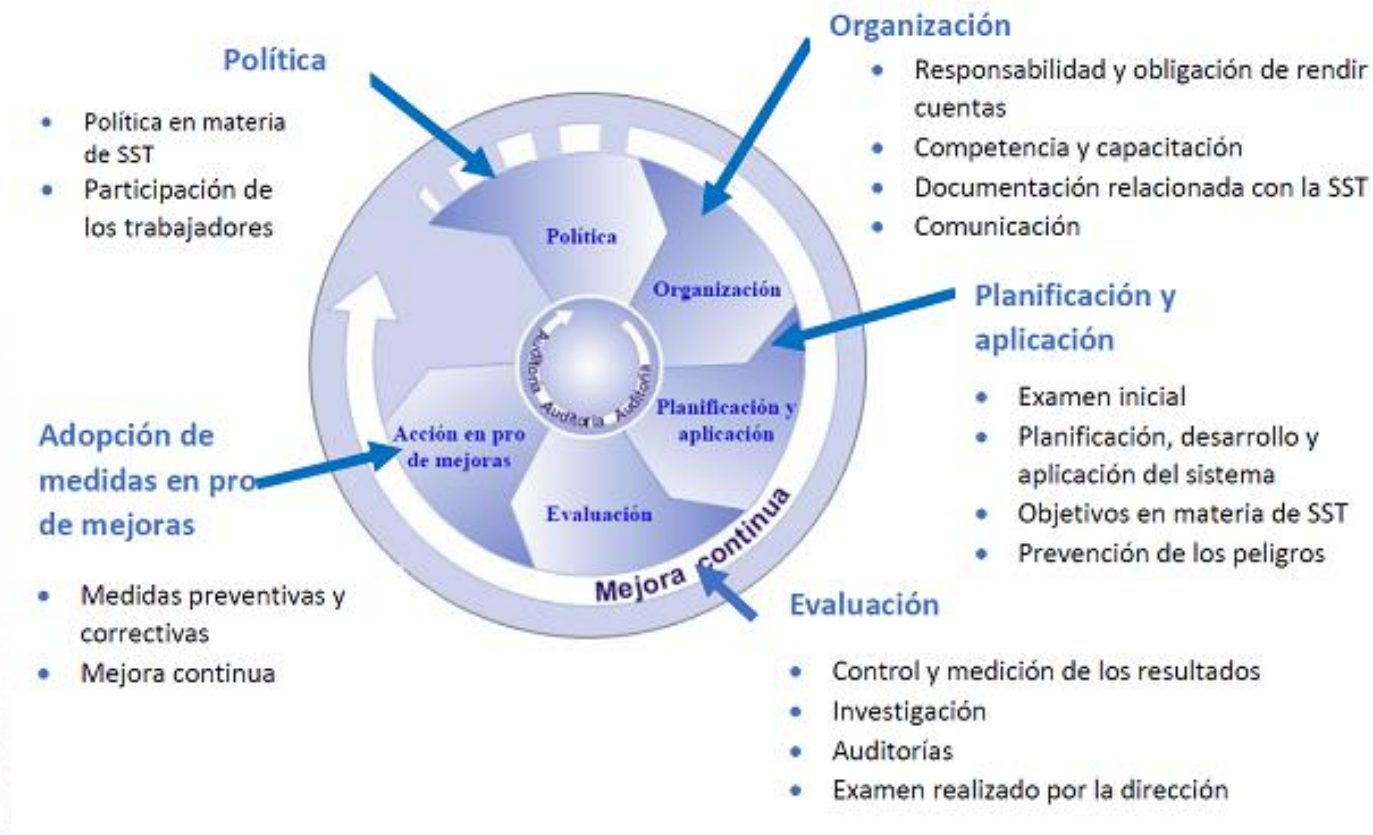 Política
Política en materia
de SST
Participación de
los trabajadores
Organización
Responsabilidad y obligación de rendir
cuentas
Competencia y capacitación
Documentación relacionada con la SST
Comunicación
Planificación y
aplicación
Examen inicial
Planificación, desarrollo y
aplicación del sistema
Objetivos en materia de SST
Prevención de los peligros
Evaluación
Control y medición de los resultados
Investigación
Auditorías
Examen realizado por la dirección
Adopción de
medidas en pro
de mejoras
Medidas preventivas y
correctivas
Mejora continua
Política
Organización
Planificación y
aplicación
Evaluación
Acción en pro
de mejoras
Auditoria Auditoria Auditoria
Mejora continua